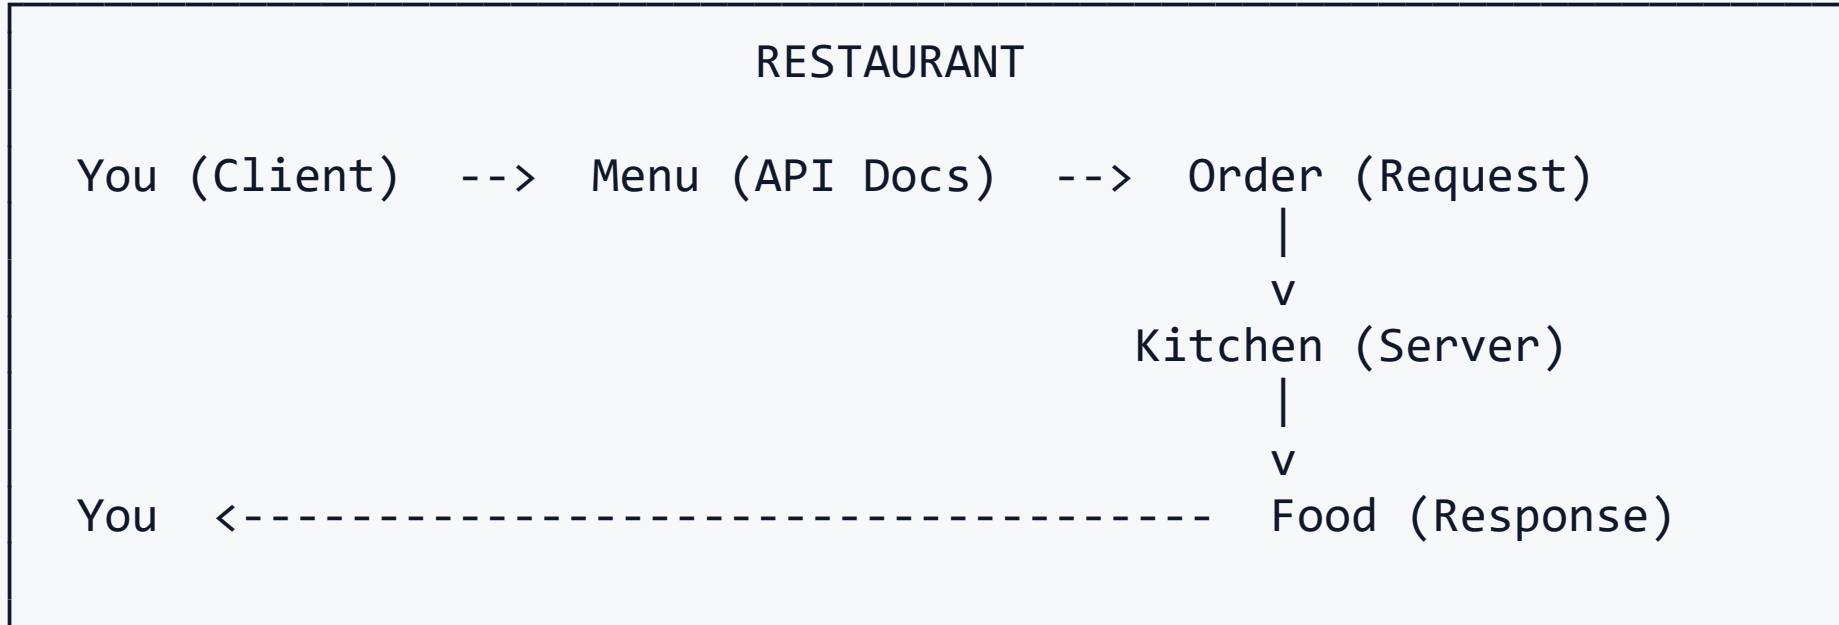 RESTAURANT
You (Client)  -->  Menu (API Docs)  -->  Order (Request)
|
v
Kitchen (Server)
|
v
You  <------------------------------------  Food (Response)